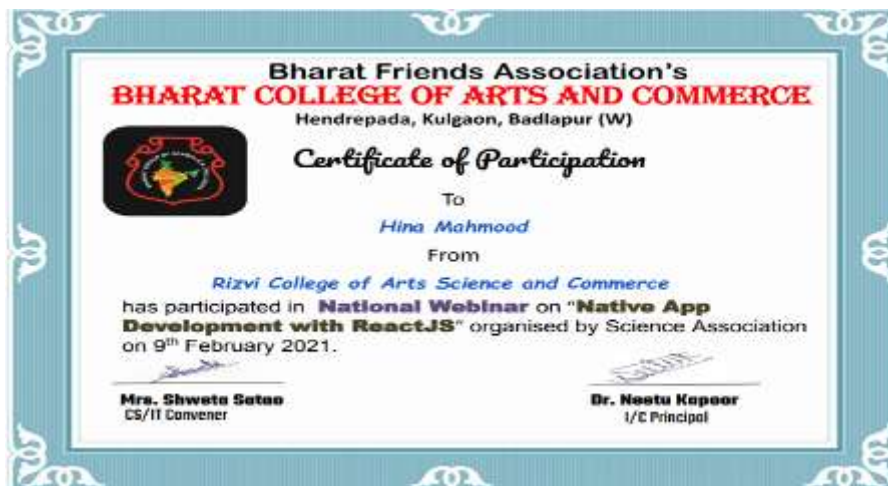 Bharat Friends Association's
BHARAT COLLEGE OF ARTS AND COMMERCE
Hendrepada, Kulgaon, Badlapur (W)
Certificate of Participation
To
Hina Mahmood
From
Rizvi College of Arts Science and Commerce
has participated in National Webinar on "Native App
Development with ReactJS" organised by Science Association
on 9th February 2021.
Mrs. Shweta Satao
CS/IT Convener
Dr. Neetu Kapoor
I/C Principal